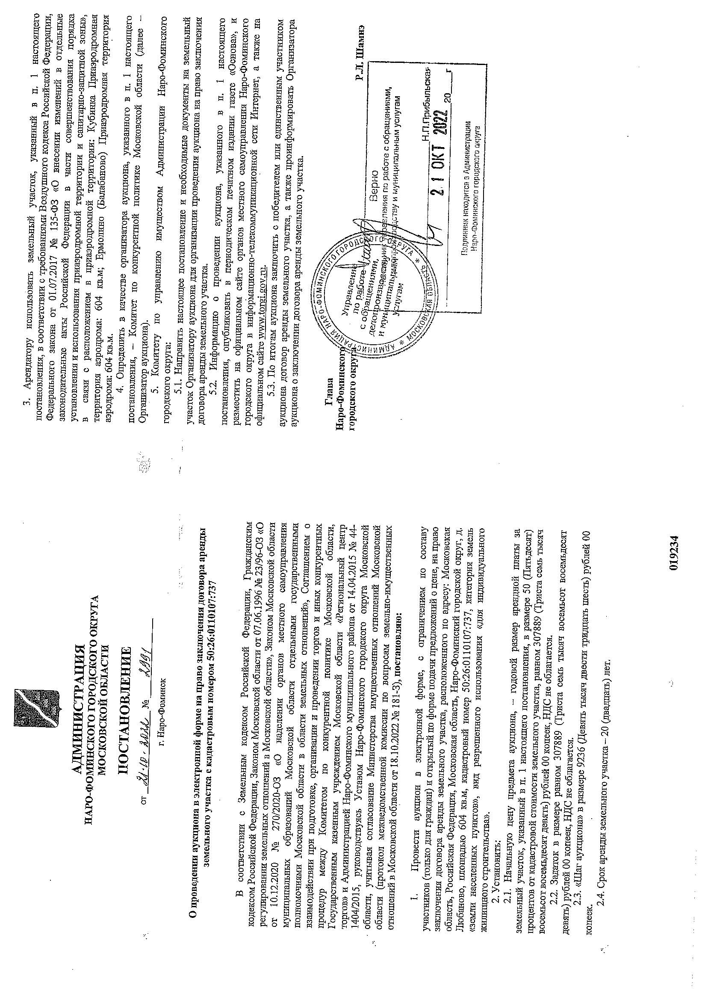 АДМИНИСТРАЦИЯ
НАРО-ФОМИНСКОГО ГОРОДСКОГО ОКРУГА
МОСКОВСКОЙ ОБЛАСТИ
ПОСТАНОВЛЕНИЕ
от 21.10.2022 № 2991
г. Наро-Фоминск
О проведении аукциона в электронной форме на право заключения договора аренды
земельного участка с кадастровым номером 50:26:0110107:737
В соответствии с Земельным кодексом Российской Федерации, Гражданским
кодексом Российской Федерации, Законом Московской области от 07.06.1996 № 23/96-ОЗ «О
регулировании земельных отношений в Московской области», Законом Московской области
от 10.12.2020 № 270/2020-ОЗ «О наделении органов местного самоуправления
муниципальных образований Московской области отдельными государственными
полномочиями Московской области в области земельных отношений», Соглашением о
взаимодействии при подготовке, организации и проведении торгов и иных конкурентных
процедур между Комитетом по конкурентной политике Московской области,
Государственным казенным учреждением Московской области «Региональный центр
торгов» и Администрацией Наро-Фоминского муниципального района от 14.04.2015 № 44-
1404/2015, руководствуясь Уставом Наро-Фоминского городского округа Московской
области, учитывая согласование Министерства имущественных отношений Московской
области (протокол межведомственной комиссии по вопросам земельно-имущественных
отношений в Московской области от 18.10.2022 № 181-З), постановляю:
1. Провести аукцион в электронной форме, с ограничением по составу
участников (только для граждан) и открытый по форме подачи предложений о цене, на право
заключения договора аренды земельного участка, расположенного по адресу: Московская
область, Российская Федерация, Московская область, Наро-Фоминский городской округ, д.
Любаново, площадью 604 кв.м, кадастровый номер 50:26:0110107:737, категория земель
«земли населенных пунктов», вид разрешенного использования «для индивидуального
жилищного строительства».
2. Установить:
2.1. Начальную цену предмета аукциона, – годовой размер арендной платы за
земельный участок, указанный в п. 1 настоящего постановления, в размере 50 (Пятьдесят)
процентов от кадастровой стоимости земельного участка, равном 307889 (Триста семь тысяч
восемьсот восемьдесят девять) рублей 00 копеек, НДС не облагается.
2.2. Задаток в размере равном 307889 (Триста семь тысяч восемьсот восемьдесят
девять) рублей 00 копеек, НДС не облагается.
2.3. «Шаг аукциона» в размере 9236 (Девять тысяч двести тридцать шесть) рублей 00
копеек.
2.4. Срок аренды земельного участка – 20 (двадцать) лет.
019234
3. Арендатору использовать земельный участок, указанный в п. 1 настоящего
постановления, в соответствии с требованиями Воздушного кодекса Российской Федерации,
Федерального закона от 01.07.2017 № 135-ФЗ «О внесении изменений в отдельные
законодательные акты Российской Федерации в части совершенствования порядка
установления и использования приаэродромной территории и санитарно-защитной зоны»,
в связи с расположением в приаэродромной территории: Кубинка Приаэродромная
территория аэродрома: 604 кв.м; Ермолино (Балабаново) Приаэродромная территория
аэродрома: 604 кв.м.
4. Определить в качестве организатора аукциона, указанного в п. 1 настоящего
постановления, – Комитет по конкурентной политике Московской области (далее –
Организатор аукциона).
5. Комитету по управлению имуществом Администрации Наро-Фоминского
городского округа:
5.1. Направить настоящее постановление и необходимые документы на земельный
участок Организатору аукциона для организации проведения аукциона на право заключения
договора аренды земельного участка.
5.2. Информацию о проведении аукциона, указанного в п. 1 настоящего
постановления, опубликовать в периодическом печатном издании газете «Основа», и
разместить на официальном сайте органов местного самоуправления Наро-Фоминского
городского округа в информационно-телекоммуникационной сети Интернет, а также на
официальном сайте www.torgi.gov.ru.
5.3. По итогам аукциона заключить с победителем или единственным участником
аукциона договор аренды земельного участка, а также проинформировать Организатора
аукциона о заключении договора аренды земельного участка.
Глава
Наро-Фоминского
городского округа
Р.Л. Шамнэ
АДМИНИСТРАЦИЯ НАРО-ФОМИНСКОГО ГОРОДСКОГО ОКРУГА * МОСКОВСКАЯ ОБЛАСТЬ *
Управление
по работе
с обращениями,
делопроизводству
и муниципальным
услугам
Верно
управления по работе с обращениями,
делопроизводству и муниципальным услугам
Н.П.Прибыльская
21 ОКТ 2022 20 г
Подлинник находится в Администрации
Наро-Фоминского городского округа